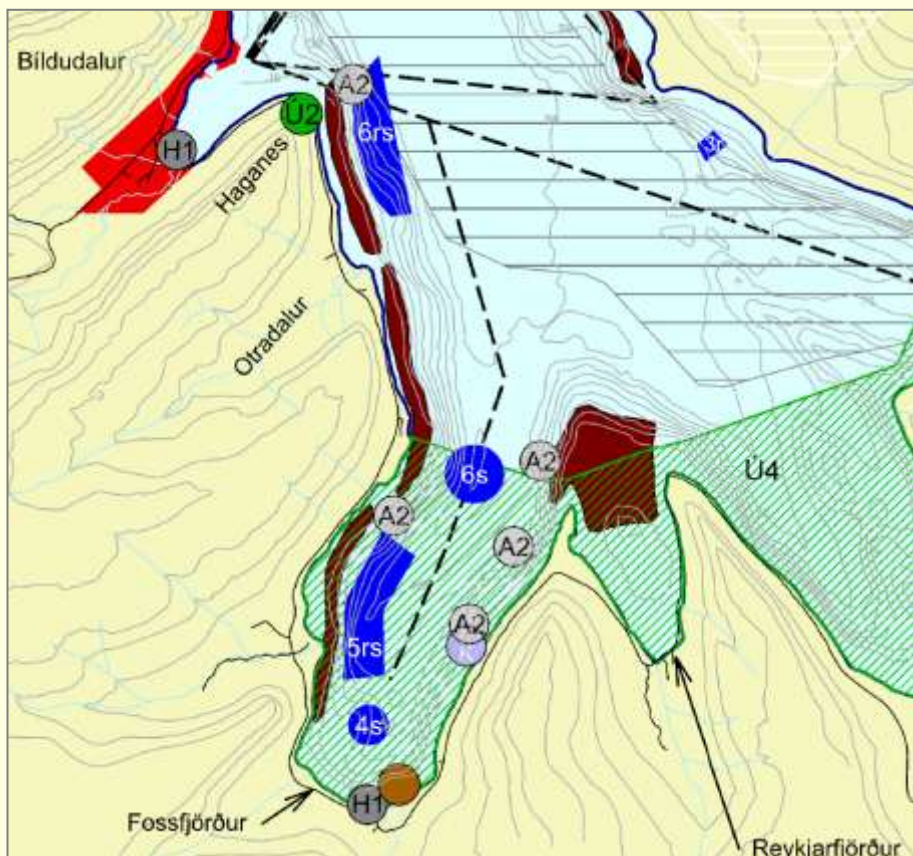 Bíldudalur
A2
Ú2
6rs
H1
Haganes
Otradalur
A2
6s
Ú4
A2
A2
A2
5rs
4s
H1
Fossfjörður
Reykjarfjörður